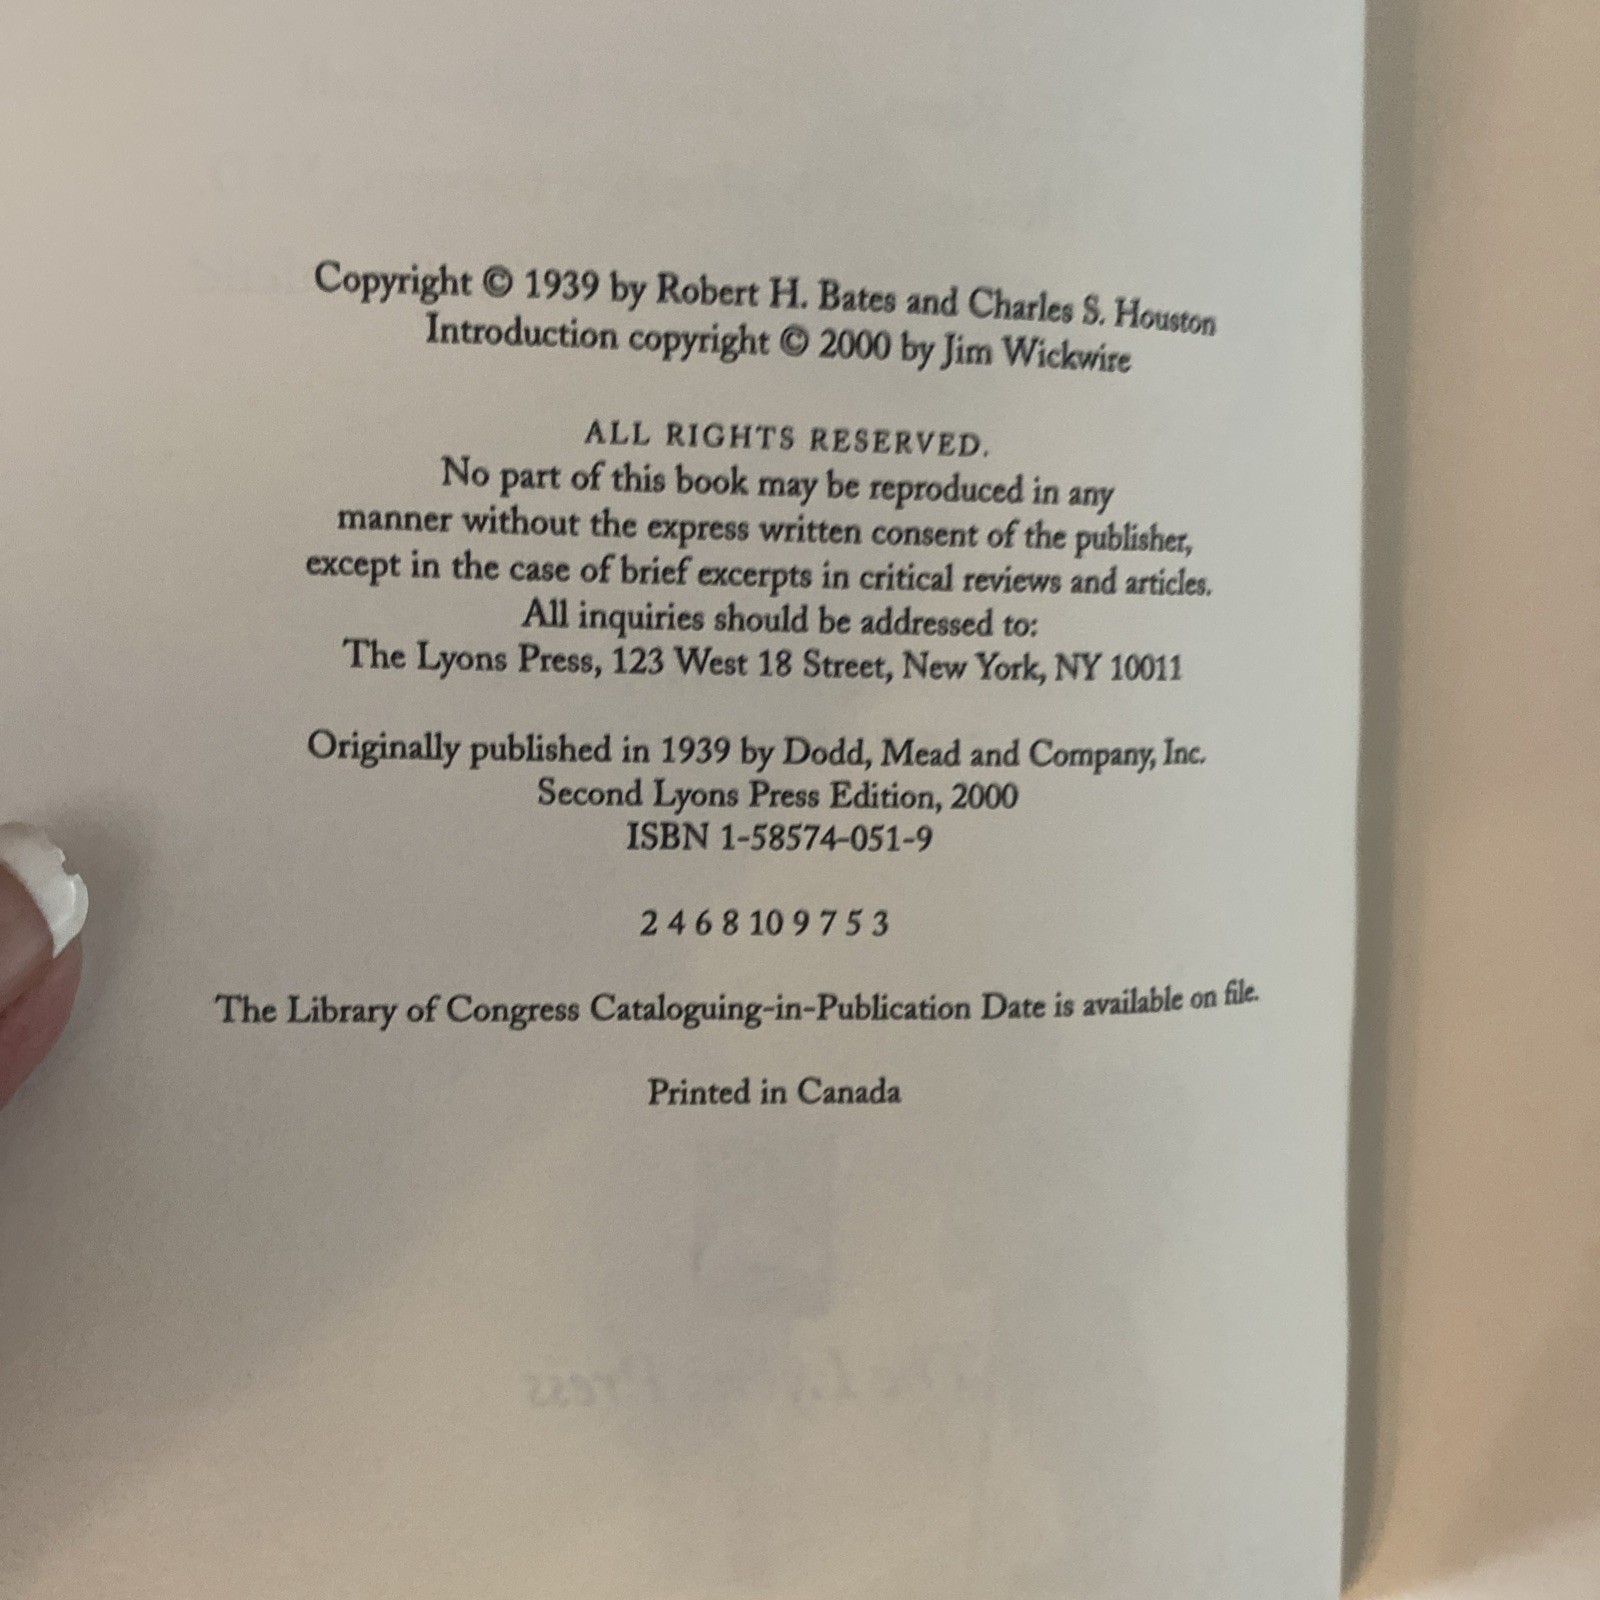 Copyright © 1939 by Robert H. Bates and Charles S. Houston
Introduction copyright © 2000 by Jim Wickwire
ALL RIGHTS RESERVED.
No part of this book may be reproduced in any
manner without the express written consent of the publisher,
except in the case of brief excerpts in critical reviews and articles.
All inquiries should be addressed to:
The Lyons Press, 123 West 18 Street, New York, NY 10011
Originally published in 1939 by Dodd, Mead and Company, Inc.
Second Lyons Press Edition, 2000
ISBN 1-58574-051-9
2 4 6 8 10 9 7 5 3
The Library of Congress Cataloguing-in-Publication Date is available on file.
Printed in Canada